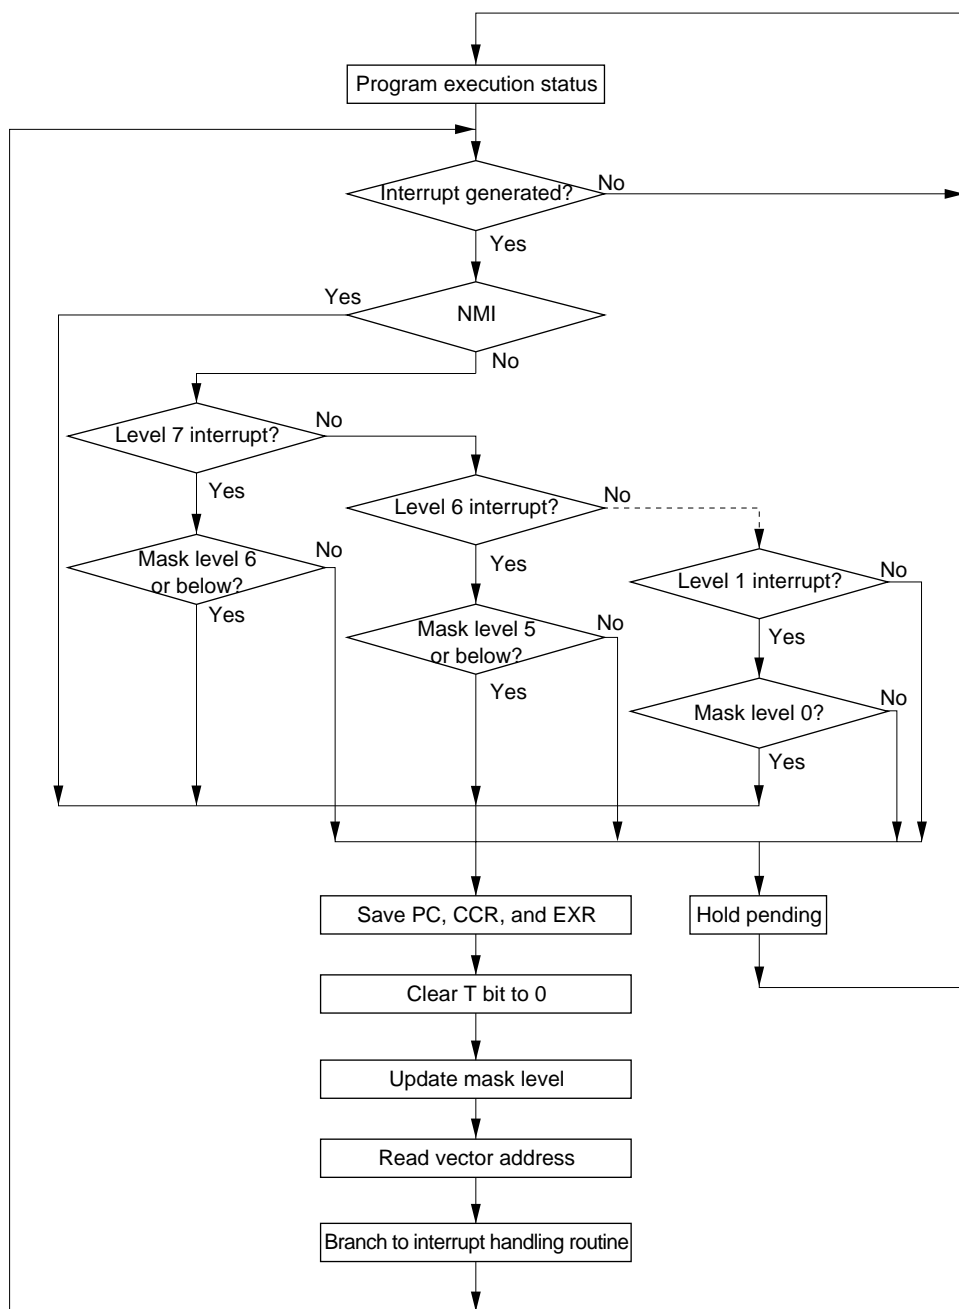 Program execution status
Interrupt generated?
No
Yes
Yes
NMI
No
Level 7 interrupt?
No
Yes
Level 6 interrupt?
No
Mask level 6
or below?
No
Yes
Yes
Level 1 interrupt?
No
Mask level 5
or below?
No
Yes
Yes
Mask level 0?
No
Yes
Save PC, CCR, and EXR
Hold pending
Clear T bit to 0
Update mask level
Read vector address
Branch to interrupt handling routine